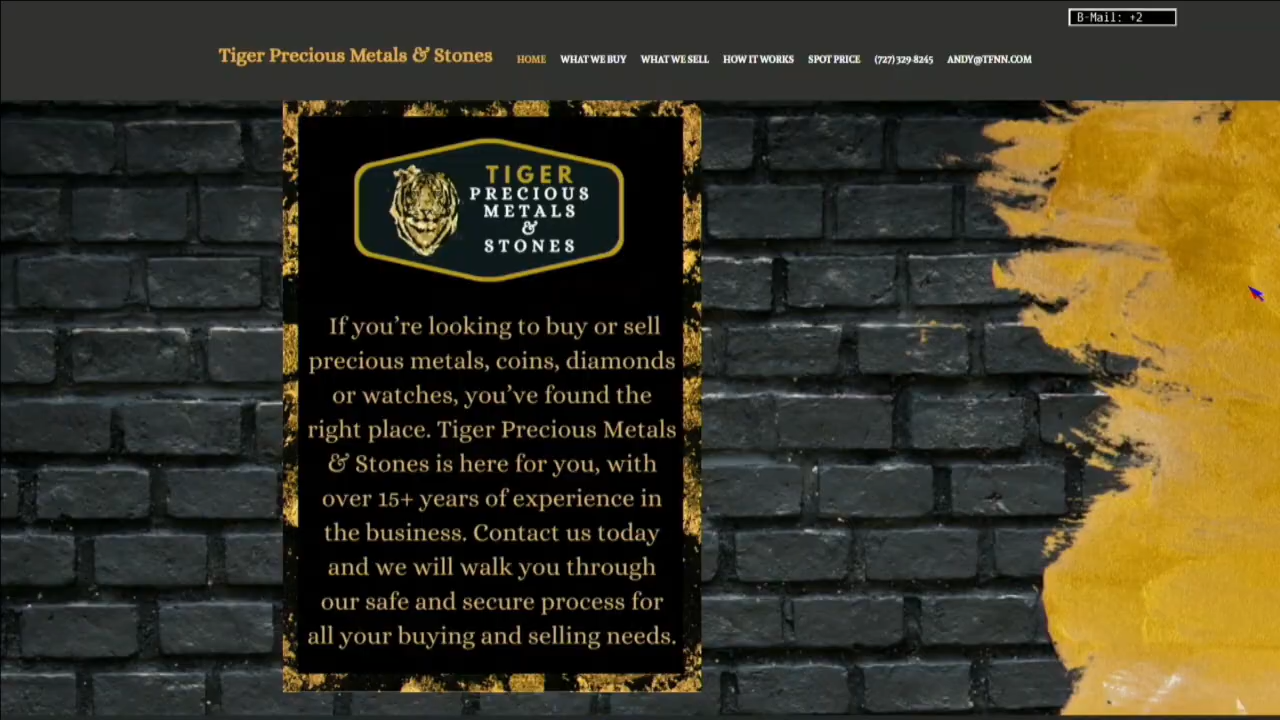 B-Mail: +2
Tiger Precious Metals & Stones
HOME WHAT WE BUY WHAT WE SELL HOW IT WORKS SPOT PRICE (727) 329-8245 ANDY@TFNN.COM
TIGER
PRECIOUS
METALS
&
STONES
If you're looking to buy or sell
precious metals, coins, diamonds
or watches, you've found the
right place. Tiger Precious Metals
& Stones is here for you, with
over 15+ years of experience in
the business. Contact us today
and we will walk you through
our safe and secure process for
all your buying and selling needs.